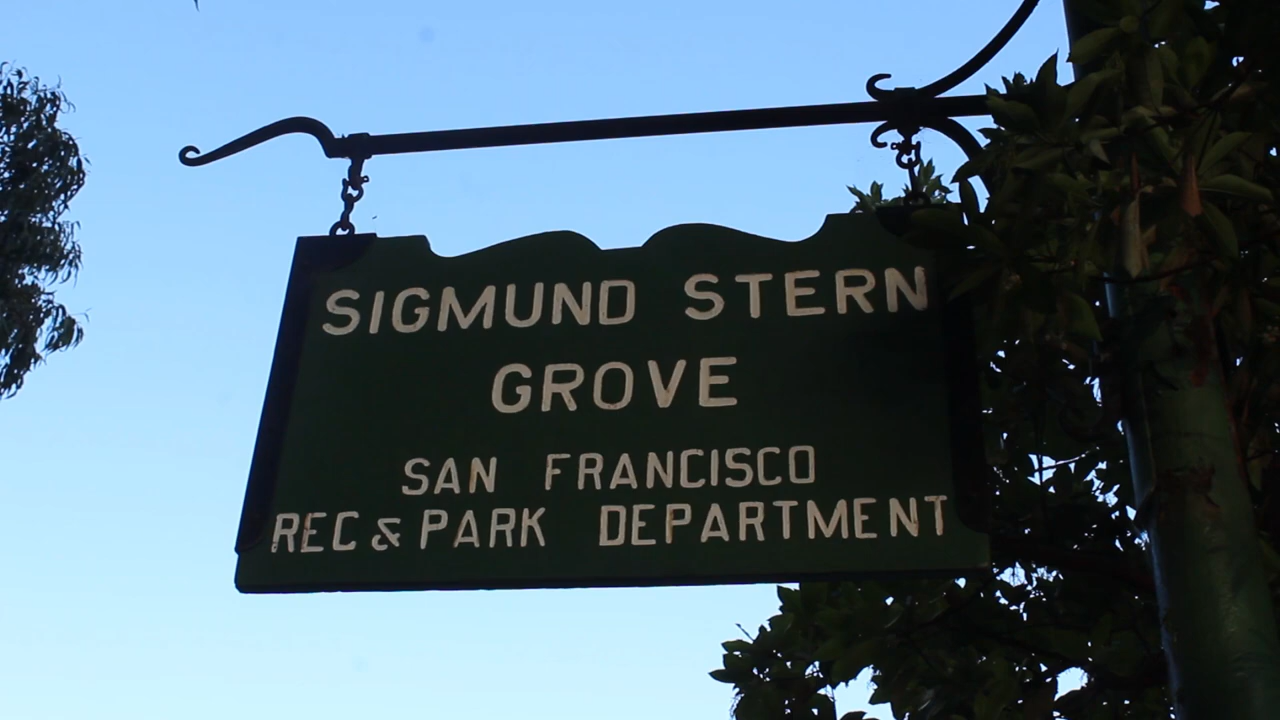 SIGMUND STERN
GROVE
SAN FRANCISCO
REC & PARK DEPARTMENT